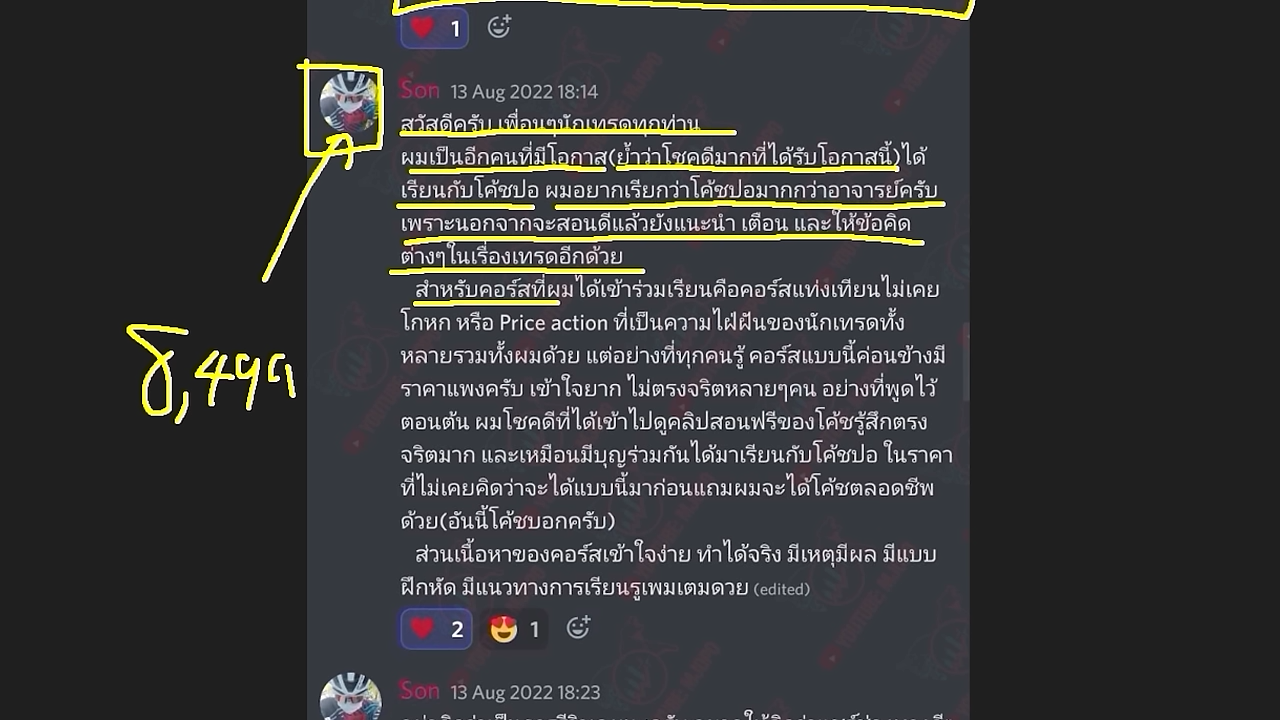 1
Son 13 Aug 2022 18:14
สวัสดีครับ เพื่อนๆนักเทรดทุกท่าน
ผมเป็นอีกคนที่มีโอกาส(ย้ำว่าโชคดีมากที่ได้รับโอกาสนี้)ได้
เรียนกับโค้ชปอ ผมอยากเรียกว่าโค้ชปอมากกว่าอาจารย์ครับ
เพราะนอกจากจะสอนดีแล้วยังแนะนำ เตือน และให้ข้อคิด
ต่างๆในเรื่องเทรดอีกด้วย
สำหรับคอร์สที่ผมได้เข้าร่วมเรียนคือคอร์สแท่งเทียนไม่เคย
โกหก หรือ Price action ที่เป็นความไฝ่ฝันของนักเทรดทั้ง
หลายรวมทั้งผมด้วย แต่อย่างที่ทุกคนรู้ คอร์สแบบนี้ค่อนข้างมี
ราคาแพงครับ เข้าใจยาก ไม่ตรงจริตหลายๆคน อย่างที่พูดไว้
ตอนต้น ผมโชคดีที่ได้เข้าไปดูคลิปสอนฟรีของโค้ชรู้สึกตรง
จริตมาก และเหมือนมีบุญร่วมกันได้มาเรียนกับโค้ชปอ ในราคา
ที่ไม่เคยคิดว่าจะได้แบบนี้มาก่อนแถมผมจะได้โค้ชตลอดชีพ
ด้วย(อันนี้โค้ชบอกครับ)
ส่วนเนื้อหาของคอร์สเข้าใจง่าย ทำได้จริง มีเหตุมีผล มีแบบ
ฝึกหัด มีแนวทางการเรียนรู้เพิ่มเติมด้วย (edited)
2 1
Son 13 Aug 2022 18:23